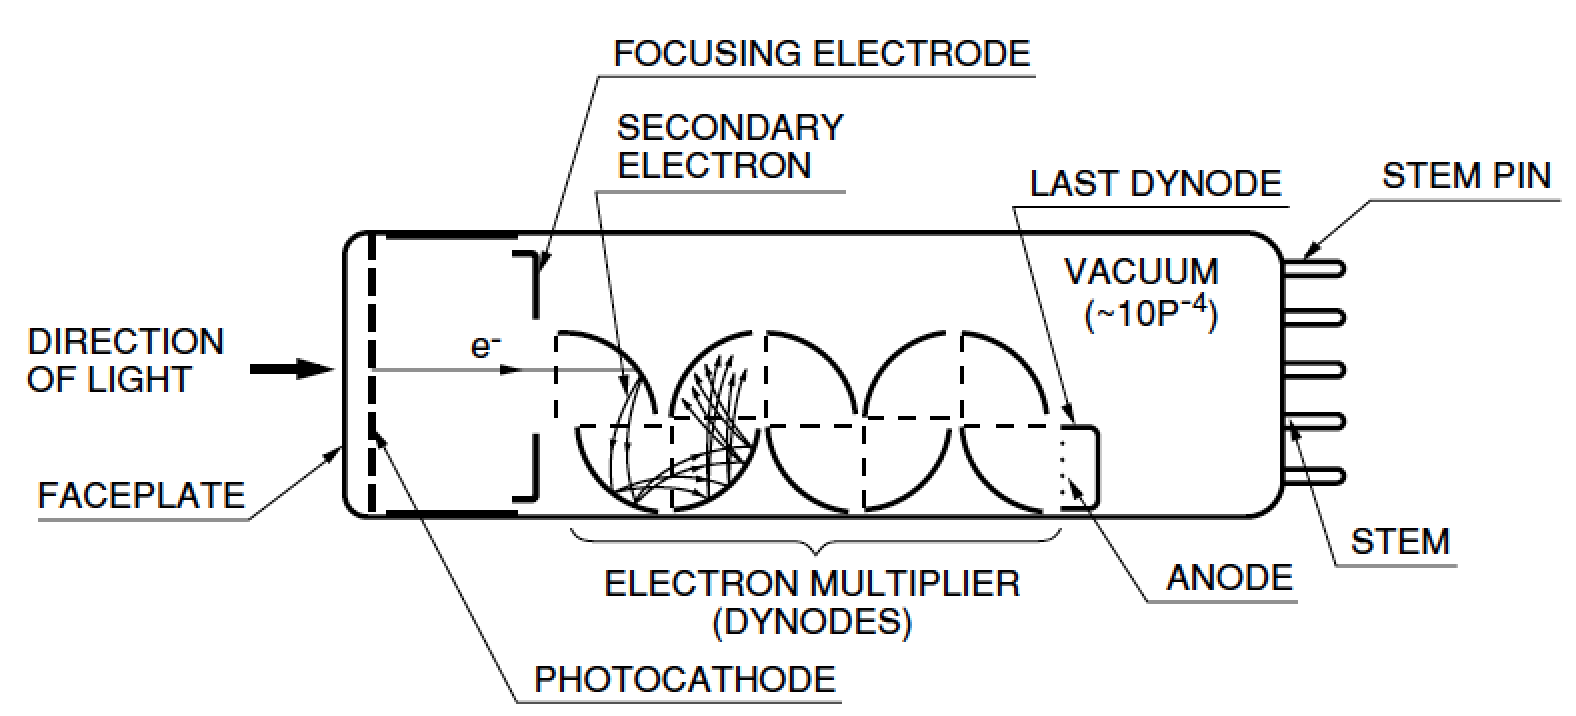 FOCUSING ELECTRODE
SECONDARY
ELECTRON
LAST DYNODE
STEM PIN
VACUUM
(~10P⁻⁴)
DIRECTION
OF LIGHT
e⁻
FACEPLATE
STEM
ANODE
ELECTRON MULTIPLIER
(DYNODES)
PHOTOCATHODE